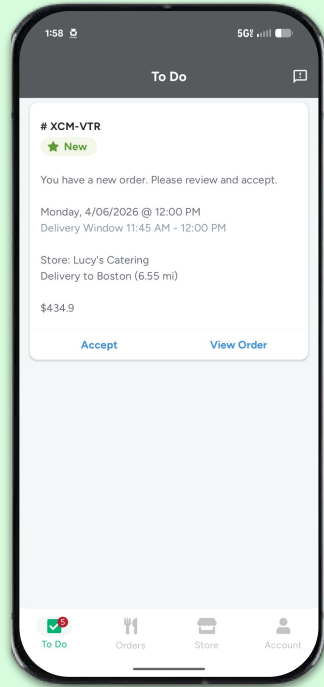 1:58
5G
To Do
# XCM-VTR
New
You have a new order. Please review and accept.
Monday, 4/06/2026 @ 12:00 PM
Delivery Window 11:45 AM - 12:00 PM
Store: Lucy's Catering
Delivery to Boston (6.55 mi)
$434.9
Accept View Order
5
To Do Orders Store Account